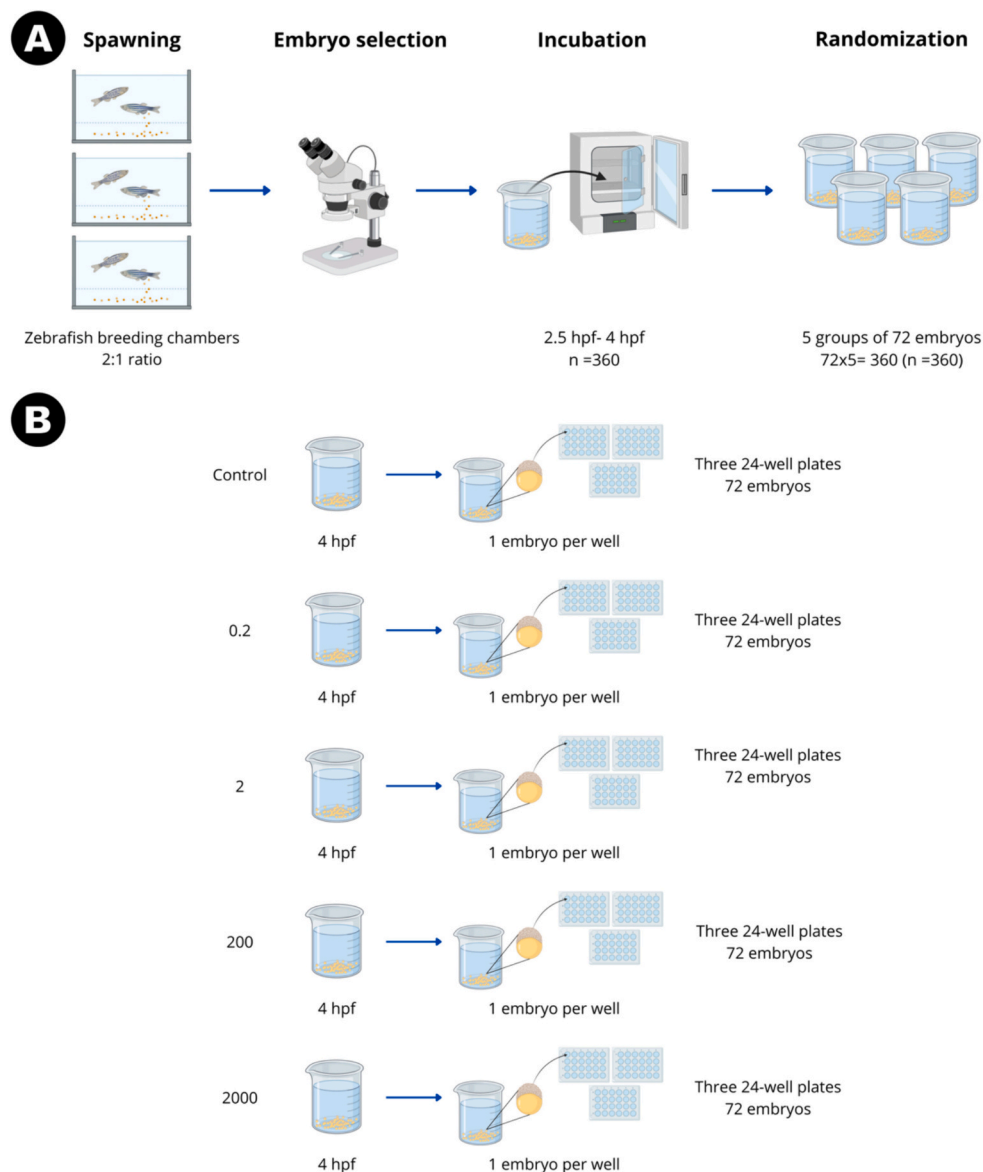 A
Spawning
Embryo selection
Incubation
Randomization
Zebrafish breeding chambers
2:1 ratio
2.5 hpf- 4 hpf
n =360
5 groups of 72 embryos
72x5= 360 (n =360)
B
Control
4 hpf
1 embryo per well
Three 24-well plates
72 embryos
0.2
4 hpf
1 embryo per well
Three 24-well plates
72 embryos
2
4 hpf
1 embryo per well
Three 24-well plates
72 embryos
200
4 hpf
1 embryo per well
Three 24-well plates
72 embryos
2000
4 hpf
1 embryo per well
Three 24-well plates
72 embryos